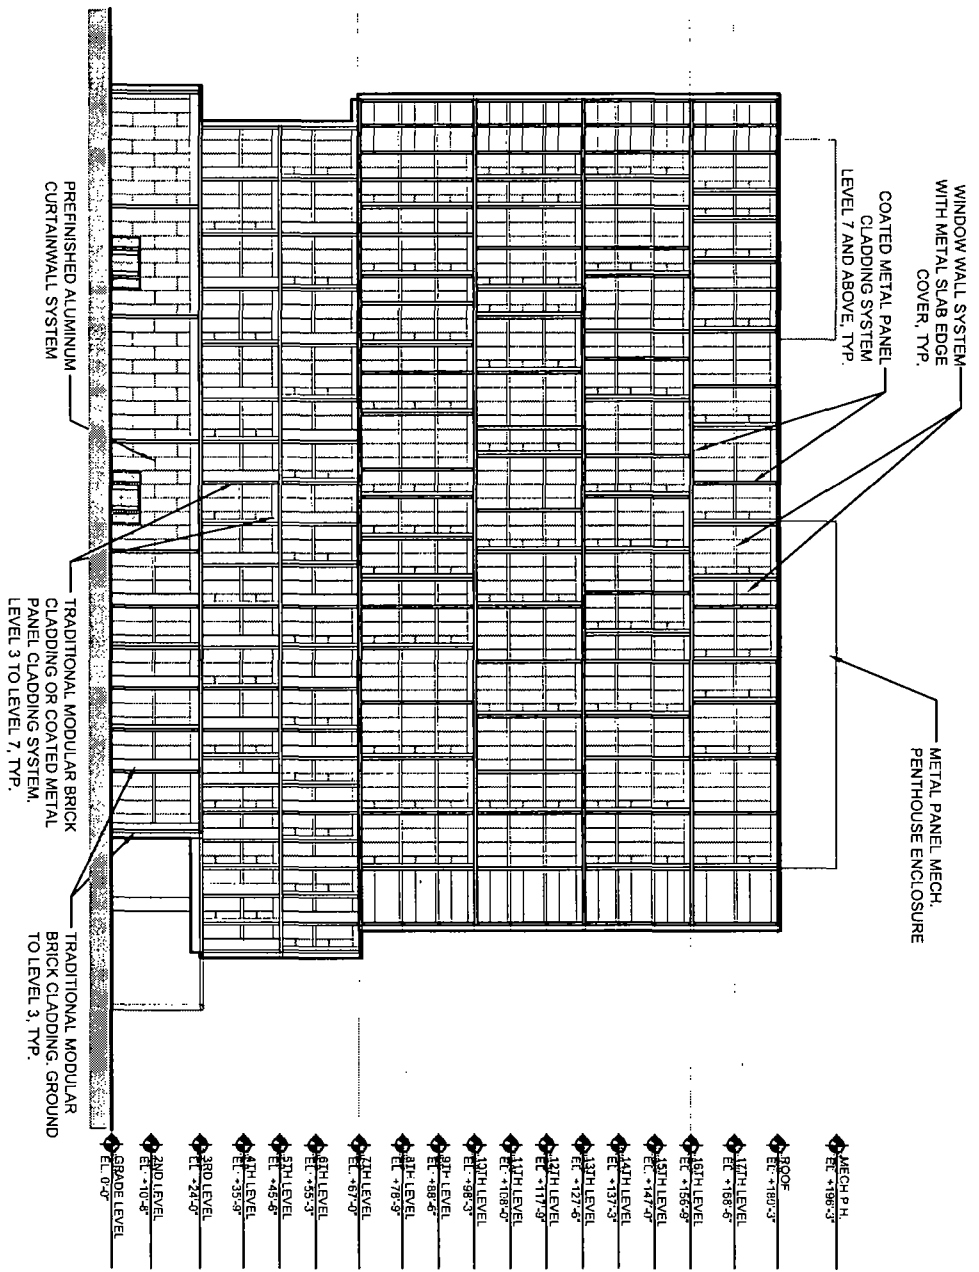 WINDOW WALL SYSTEM
WITH METAL SLAB EDGE
COVER, TYP.
COATED METAL PANEL
CLADDING SYSTEM
LEVEL 7 AND ABOVE, TYP.
METAL PANEL MECH.
PENTHOUSE ENCLOSURE
PREFINISHED ALUMINUM
CURTAINWALL SYSTEM
TRADITIONAL MODULAR BRICK
CLADDING OR COATED METAL
PANEL CLADDING SYSTEM.
LEVEL 3 TO LEVEL 7, TYP.
TRADITIONAL MODULAR
BRICK CLADDING. GROUND
TO LEVEL 3, TYP.
MECH P.H.
EL. +196'-3"
ROOF
EL. +180'-3"
17TH LEVEL
EL. +168'-6"
16TH LEVEL
EL. +156'-9"
15TH LEVEL
EL. +147'-0"
14TH LEVEL
EL. +137'-3"
13TH LEVEL
EL. +127'-6"
12TH LEVEL
EL. +117'-9"
11TH LEVEL
EL. +108'-0"
10TH LEVEL
EL. +98'-3"
9TH LEVEL
EL. +88'-6"
8TH LEVEL
EL. +78'-9"
7TH LEVEL
EL. +67'-0"
6TH LEVEL
EL. +55'-3"
5TH LEVEL
EL. +45'-6"
4TH LEVEL
EL. +35'-9"
3RD LEVEL
EL. +24'-0"
2ND LEVEL
EL. +10'-8"
GRADE LEVEL
EL. 0'-0"